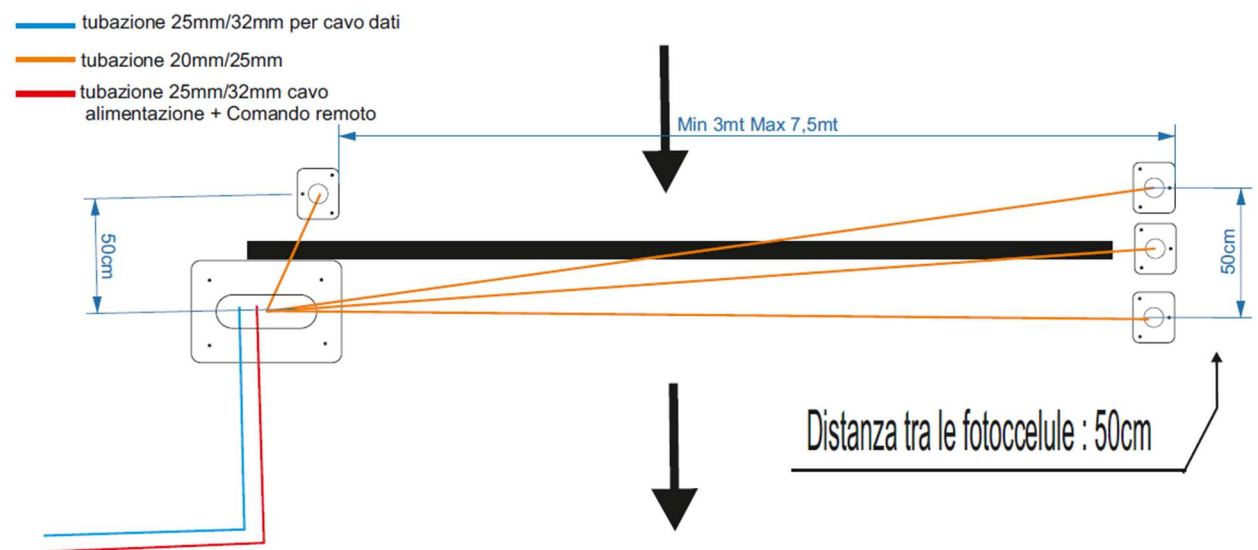 tubazione 25mm/32mm per cavo dati
tubazione 20mm/25mm
tubazione 25mm/32mm cavo
alimentazione + Comando remoto
Min 3mt Max 7,5mt
50cm
50cm
Distanza tra le fotoccelule : 50cm